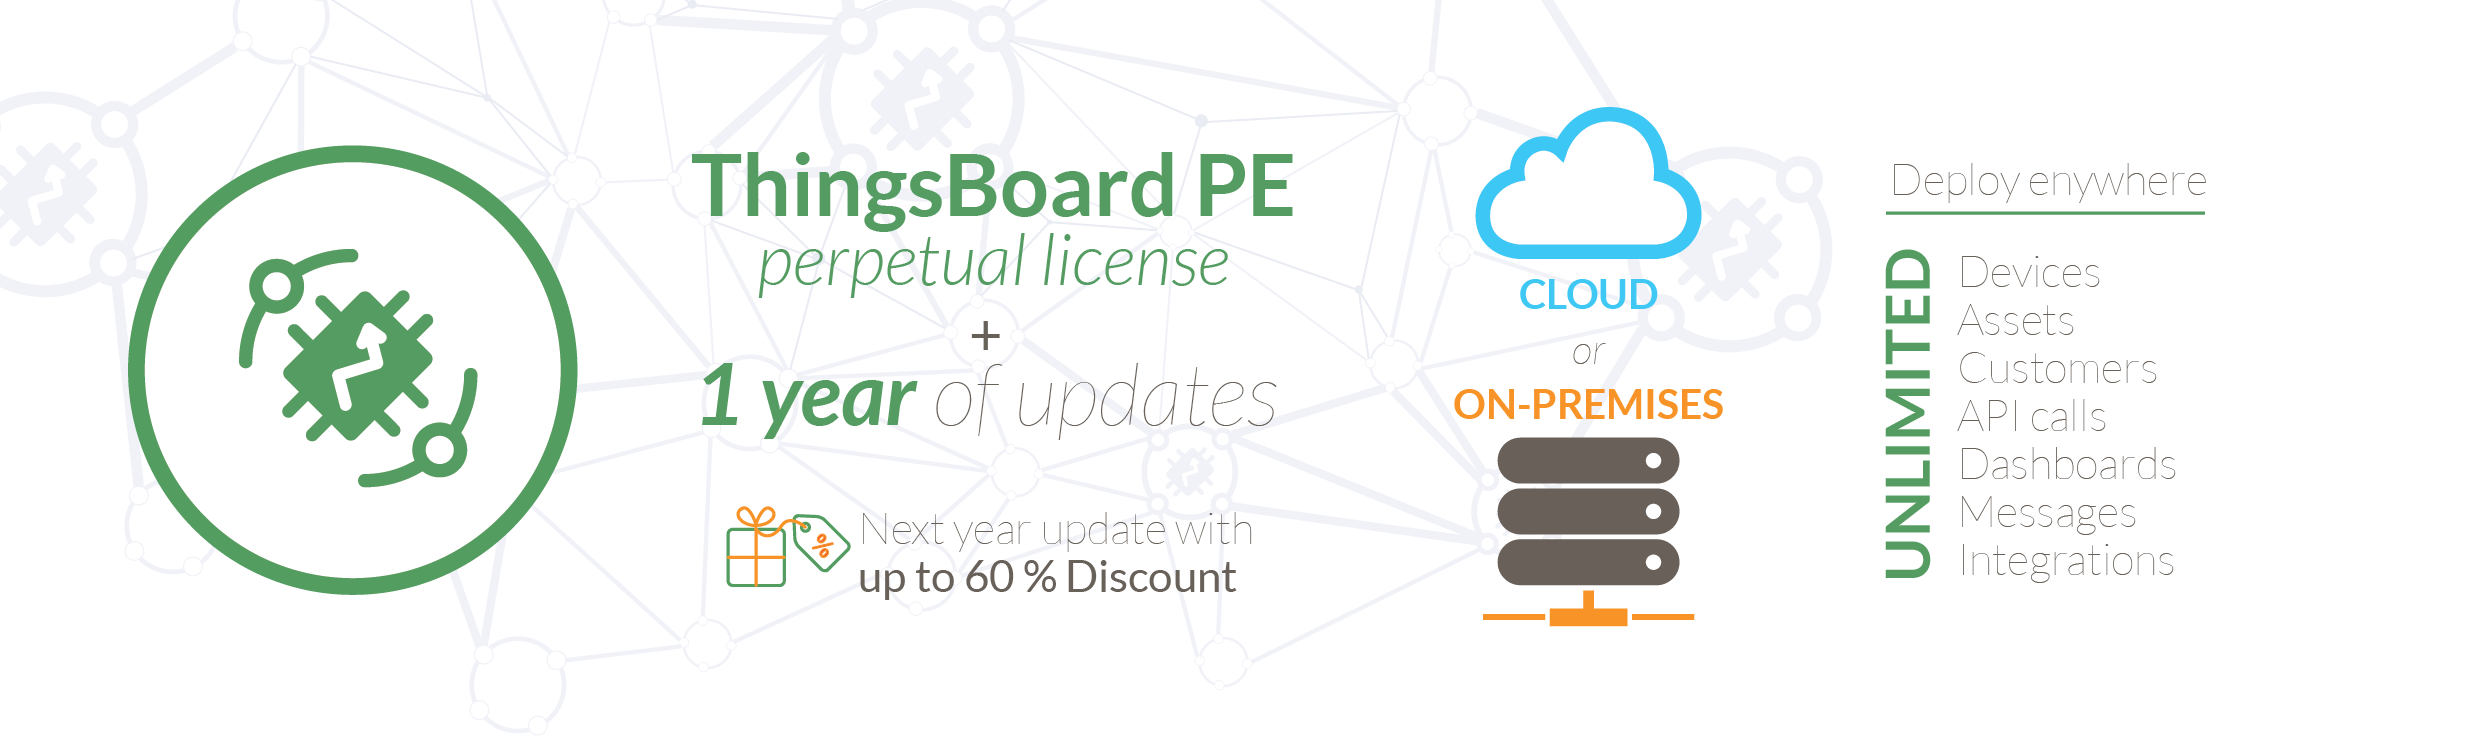 ThingsBoard PE
perpetual license
+
1 year of updates
Next year update with
up to 60 % Discount
%
CLOUD
or
ON-PREMISES
Deploy enywhere
UNLIMITED
Devices
Assets
Customers
API calls
Dashboards
Messages
Integrations